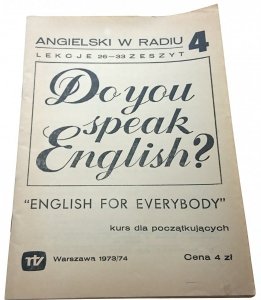 ANGIELSKI W RADIU 4
LEKCJE 26-33 ZESZYT
Do you
speak
English?
"ENGLISH FOR EVERYBODY"
kurs dla początkujących
Warszawa 1973/74 Cena 4 zł